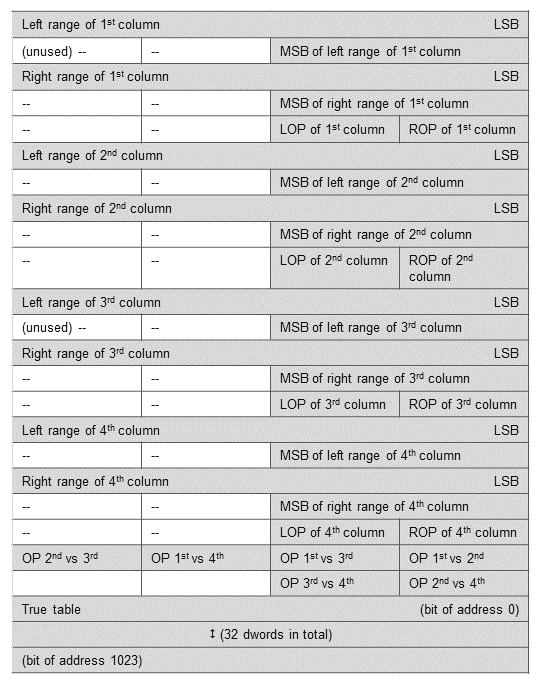 Left range of 1st column LSB
(unused) -- -- MSB of left range of 1st column
Right range of 1st column LSB
-- -- MSB of right range of 1st column
-- -- LOP of 1st column ROP of 1st column
Left range of 2nd column LSB
-- -- MSB of left range of 2nd column
Right range of 2nd column LSB
-- -- MSB of right range of 2nd column
-- -- LOP of 2nd column ROP of 2nd
column
Left range of 3rd column LSB
(unused) -- -- MSB of left range of 3rd column
Right range of 3rd column LSB
-- -- MSB of right range of 3rd column
-- -- LOP of 3rd column ROP of 3rd column
Left range of 4th column LSB
-- -- MSB of left range of 4th column
Right range of 4th column LSB
-- -- MSB of right range of 4th column
-- -- LOP of 4th column ROP of 4th column
OP 2nd vs 3rd OP 1st vs 4th OP 1st vs 3rd OP 1st vs 2nd
OP 3rd vs 4th OP 2nd vs 4th
True table (bit of address 0)
↕ (32 dwords in total)
(bit of address 1023)